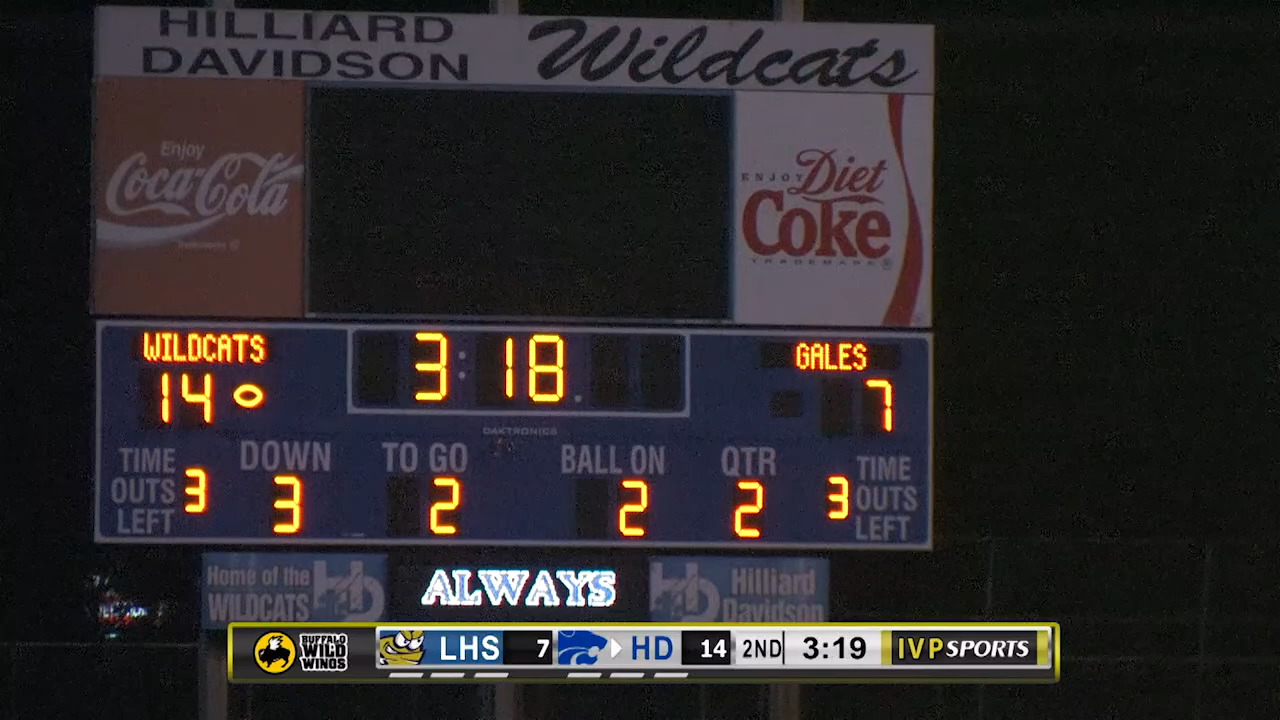 HILLIARD
DAVIDSON
Wildcats
Enjoy
Coca-Cola
ENJOY Diet
Coke
TRADEMARK ®
WILDCATS
14
3:18
GALES
7
DAKTRONICS
TIME
OUTS
LEFT
3
DOWN
3
TO GO
2
BALL ON
2
QTR
2
3
TIME
OUTS
LEFT
Home of the
WILDCATS
ALWAYS
Hilliard
Davidson
BUFFALO
WILD
WINGS
LHS 7 HD 14 2ND 3:19 IVP SPORTS